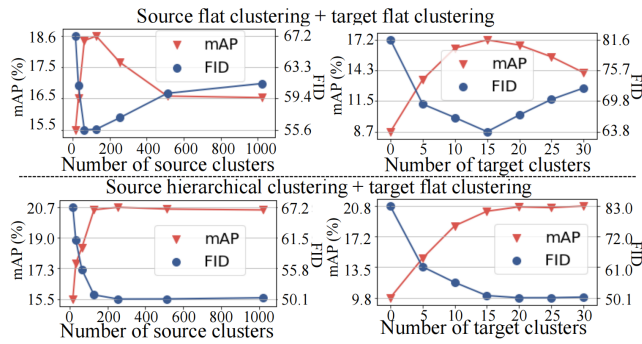 Source flat clustering + target flat clustering
18.6
17.5
16.5
15.5
mAP (%)
mAP
FID
67.2
63.3
59.4
55.6
FID
0 200 400 600 800 1000
Number of source clusters
17.2
14.3
11.5
8.7
mAP (%)
mAP
FID
81.6
75.7
69.8
63.8
FID
0 5 10 15 20 25 30
Number of target clusters
Source hierarchical clustering + target flat clustering
20.7
19.0
17.3
15.5
mAP (%)
mAP
FID
67.2
61.5
55.8
50.1
FID
0 200 400 600 800 1000
Number of source clusters
20.8
17.2
13.5
9.8
mAP (%)
mAP
FID
83.0
72.0
61.0
50.1
FID
0 5 10 15 20 25 30
Number of target clusters